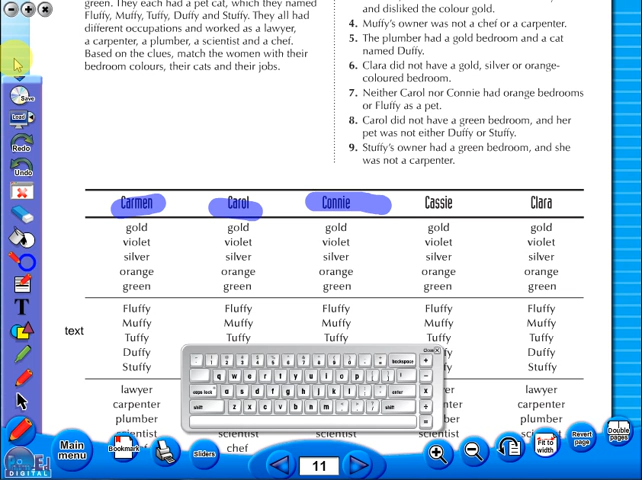 green. They each had a pet cat, which they named
Fluffy, Muffy, Tuffy, Duffy and Stuffy. They all had
different occupations and worked as a lawyer,
a carpenter, a plumber, a scientist and a chef.
Based on the clues, match the women with their
bedroom colours, their cats and their jobs.
and disliked the colour gold.
4. Muffy's owner was not a chef or a carpenter.
5. The plumber had a gold bedroom and a cat
named Duffy.
6. Clara did not have a gold, silver or orange-
coloured bedroom.
7. Neither Carol nor Connie had orange bedrooms
or Fluffy as a pet.
8. Carol did not have a green bedroom, and her
pet was not either Duffy or Stuffy.
9. Stuffy's owner had a green bedroom, and she
was not a carpenter.
Carmen Carol Connie Cassie Clara
gold gold gold gold gold
violet violet violet violet violet
silver silver silver silver silver
orange orange orange orange orange
green green green green green
Fluffy Fluffy Fluffy Fluffy Fluffy
Muffy Muffy Muffy Muffy Muffy
Tuffy Tuffy Tuffy Tuffy Tuffy
Duffy Duffy
Stuffy Stuffy
lawyer lawyer
carpenter carpenter
plumber plumber
scientist scientist scientist
chef
text
Save
Load
Redo
Undo
T
Close
backspace
q w e r t y u i o p
caps lock a s d f g h j k l enter
shift z x c v b n m shift
Main
menu
Bookmark
Sliders
11
Fit to
width
Revert
page
Double
pages
DIGITAL